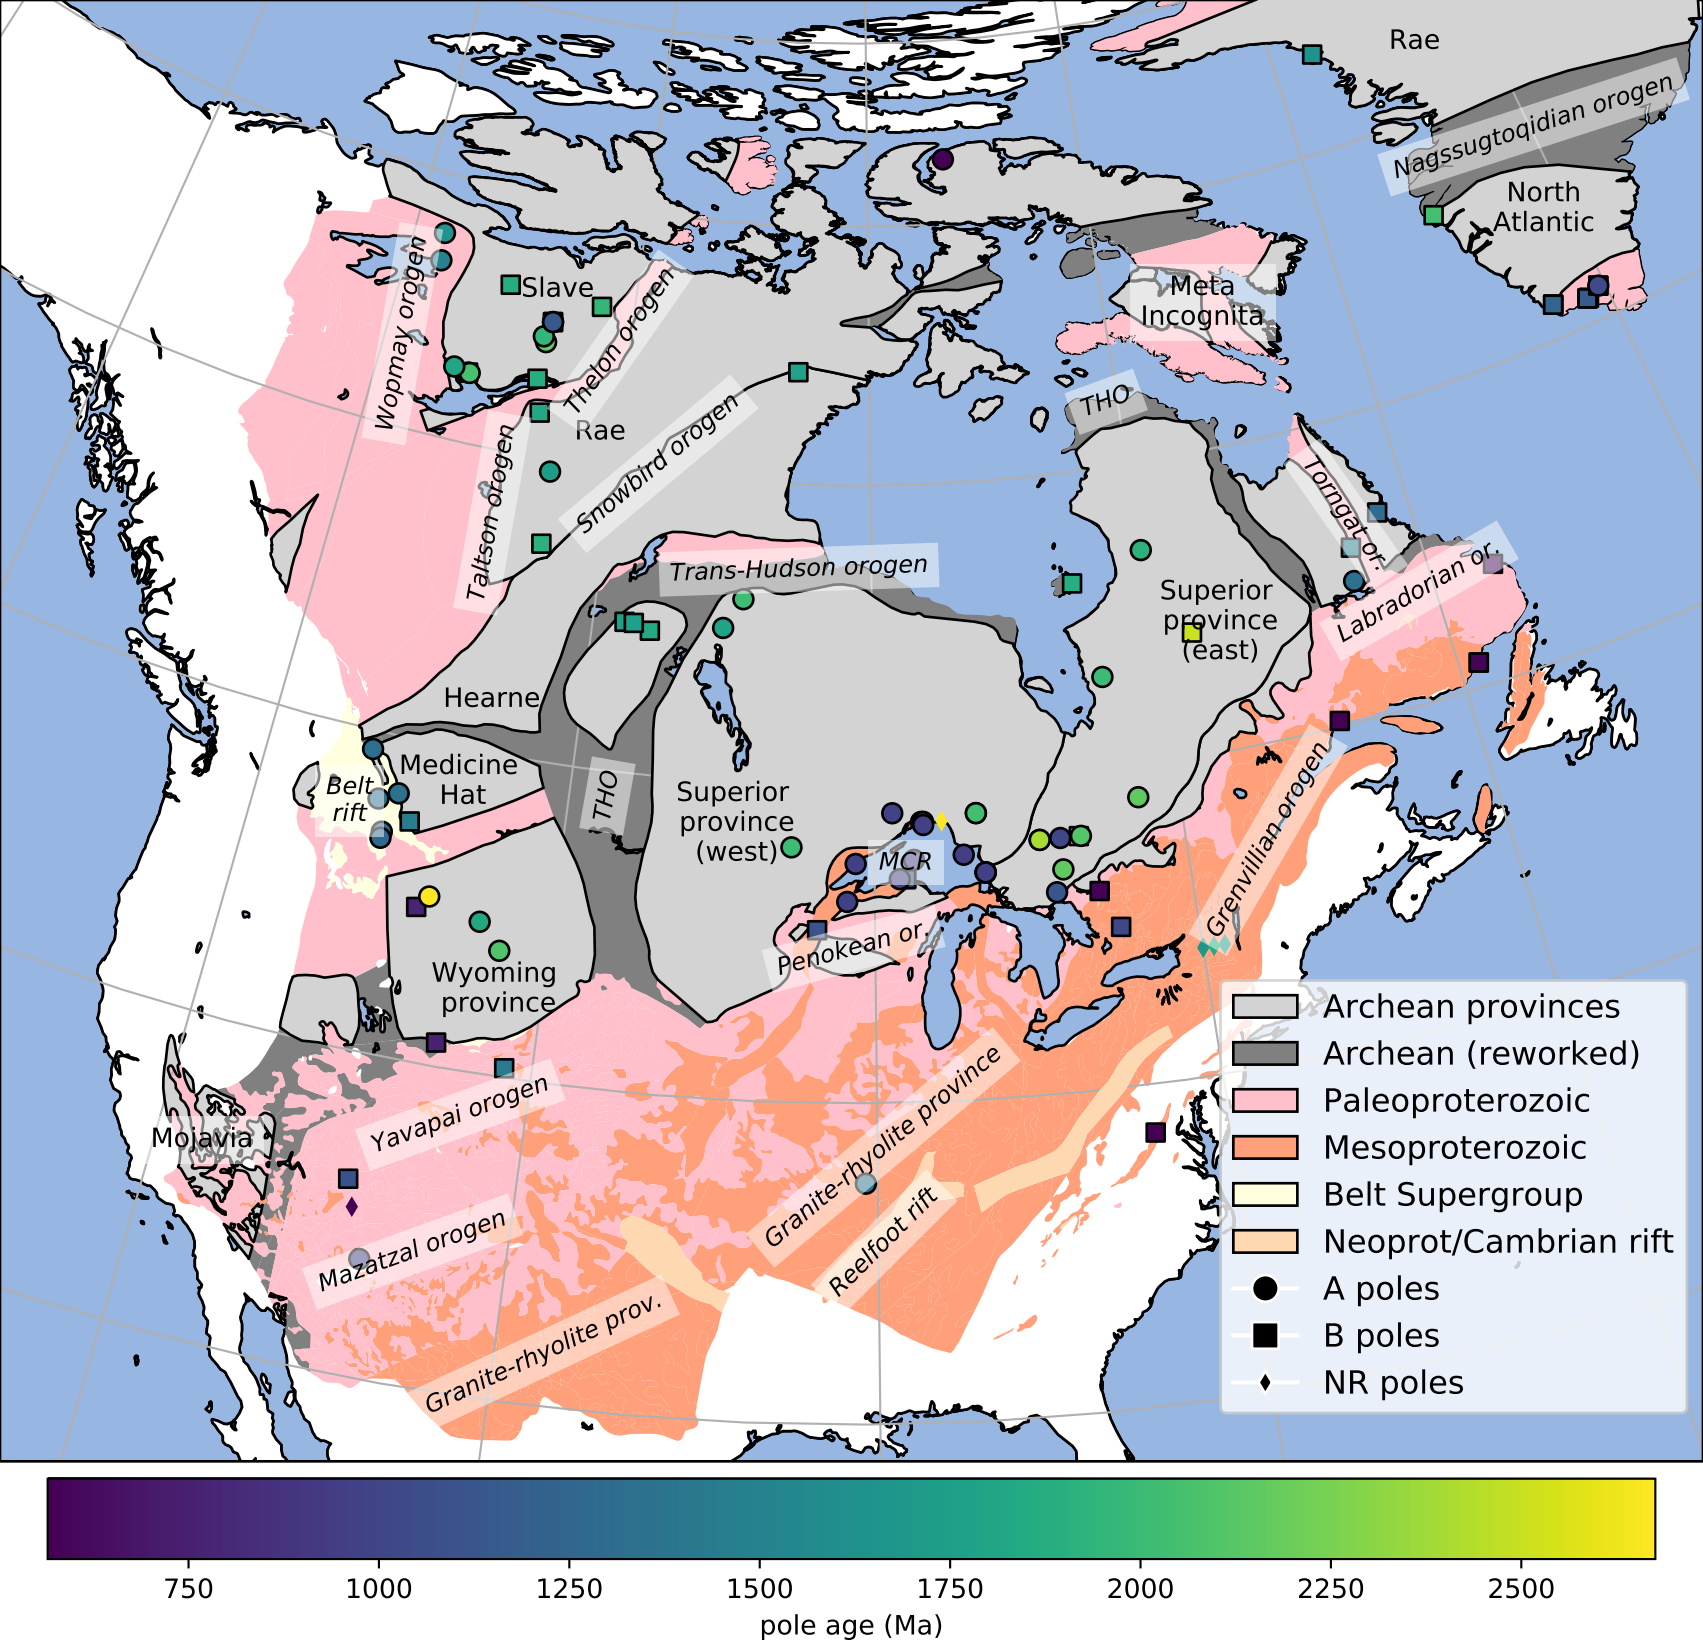 Rae
Nagssugtoqidian orogen
North
Atlantic
Wopmay orogen
Slave
Thelon orogen
Meta
Incognita
THO
Rae
Snowbird orogen
Taltson orogen
Torngat or.
Trans-Hudson orogen
Labradorian or.
Superior
province
(east)
Hearne
Medicine
Hat
Belt
rift
THO
Superior
province
(west)
MCR
Grenvillian orogen
Penokean or.
Wyoming
province
Yavapai orogen
Mojavia
Granite-rhyolite province
Reelfoot rift
Mazatzal orogen
Granite-rhyolite prov.
Archean provinces
Archean (reworked)
Paleoproterozoic
Mesoproterozoic
Belt Supergroup
Neoprot/Cambrian rift
A poles
B poles
NR poles
750 1000 1250 1500 1750 2000 2250 2500
pole age (Ma)